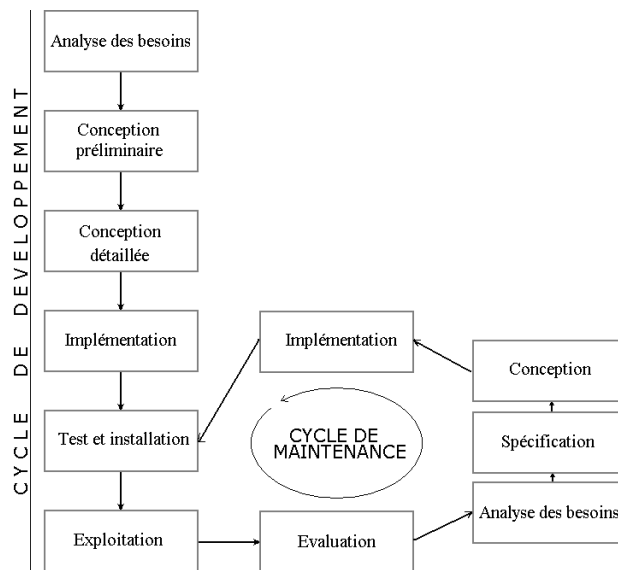 CYCLE DE DEVELOPPEMENT
Analyse des besoins
Conception
préliminaire
Conception
détaillée
Implémentation
Implémentation
Conception
Test et installation
CYCLE DE
MAINTENANCE
Spécification
Analyse des besoins
Exploitation
Evaluation